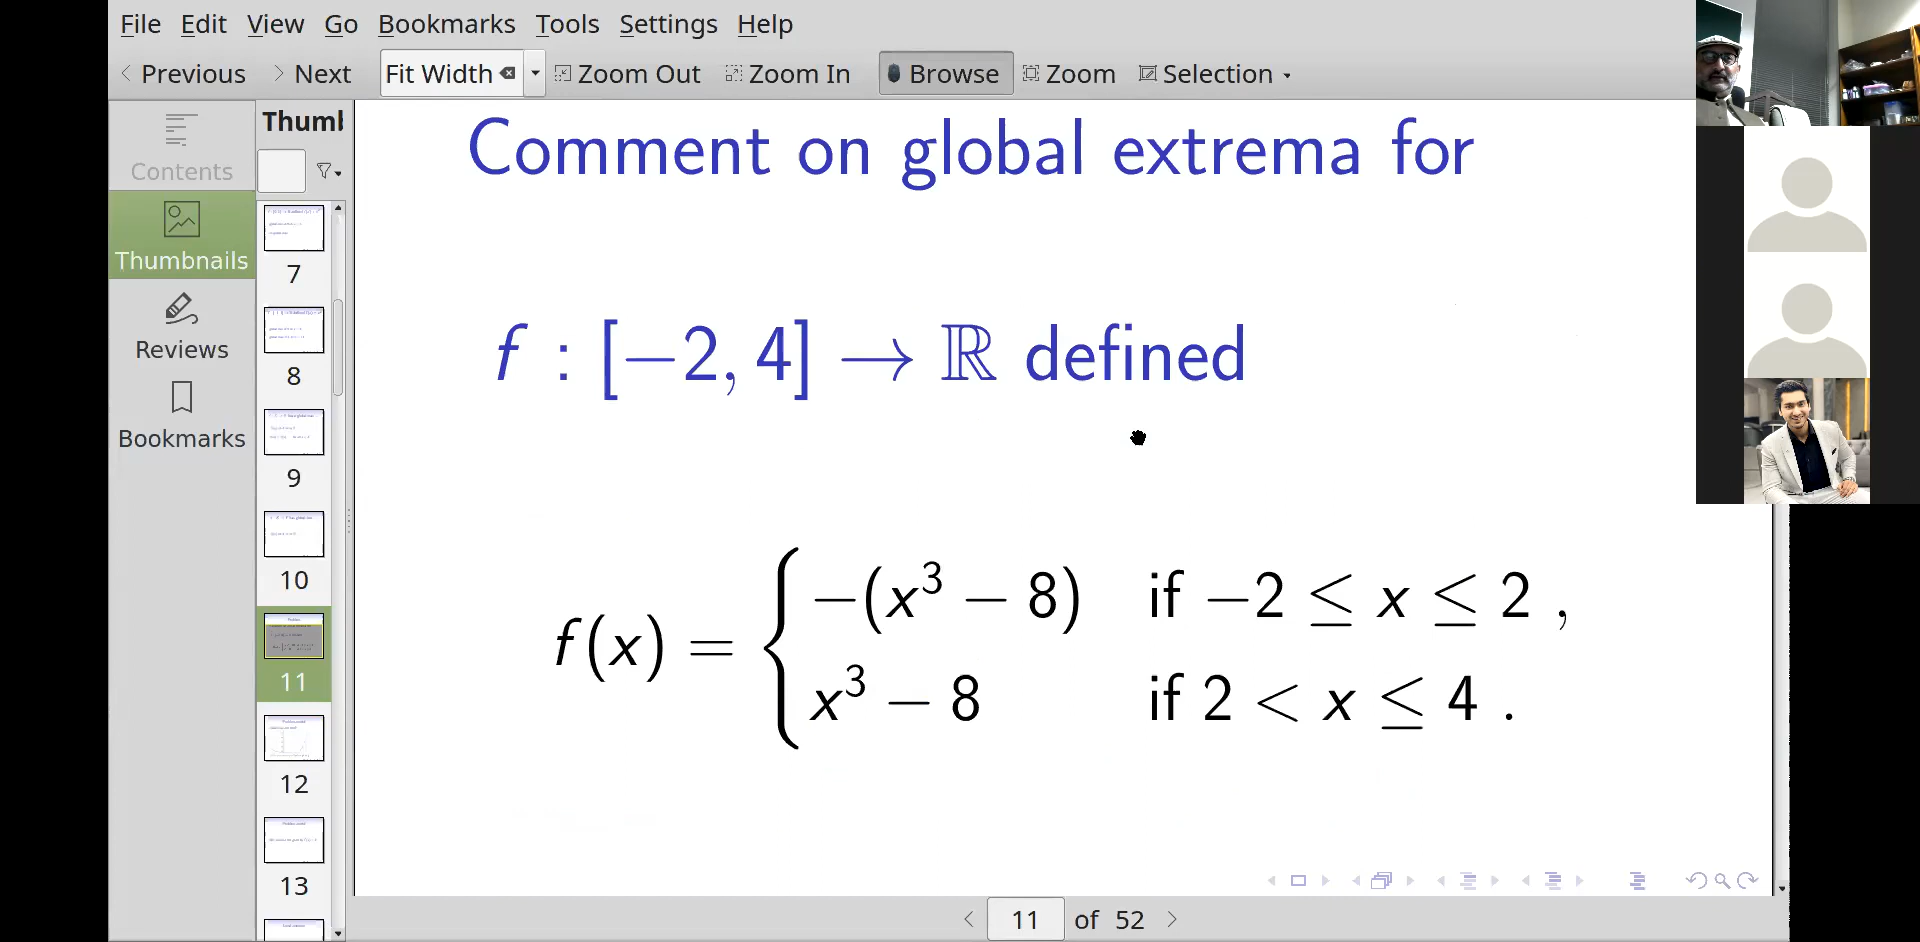 File Edit View Go Bookmarks Tools Settings Help
Previous Next Fit Width Zoom Out Zoom In Browse Zoom Selection
Contents
Thumbnails
Reviews
Bookmarks
Thuml
7
8
9
10
11
12
13
Comment on global extrema for
f : [−2, 4] → ℝ defined
f(x) = { −(x³ − 8) if −2 ≤ x ≤ 2 ,
x³ − 8 if 2 < x ≤ 4 .
11 of 52